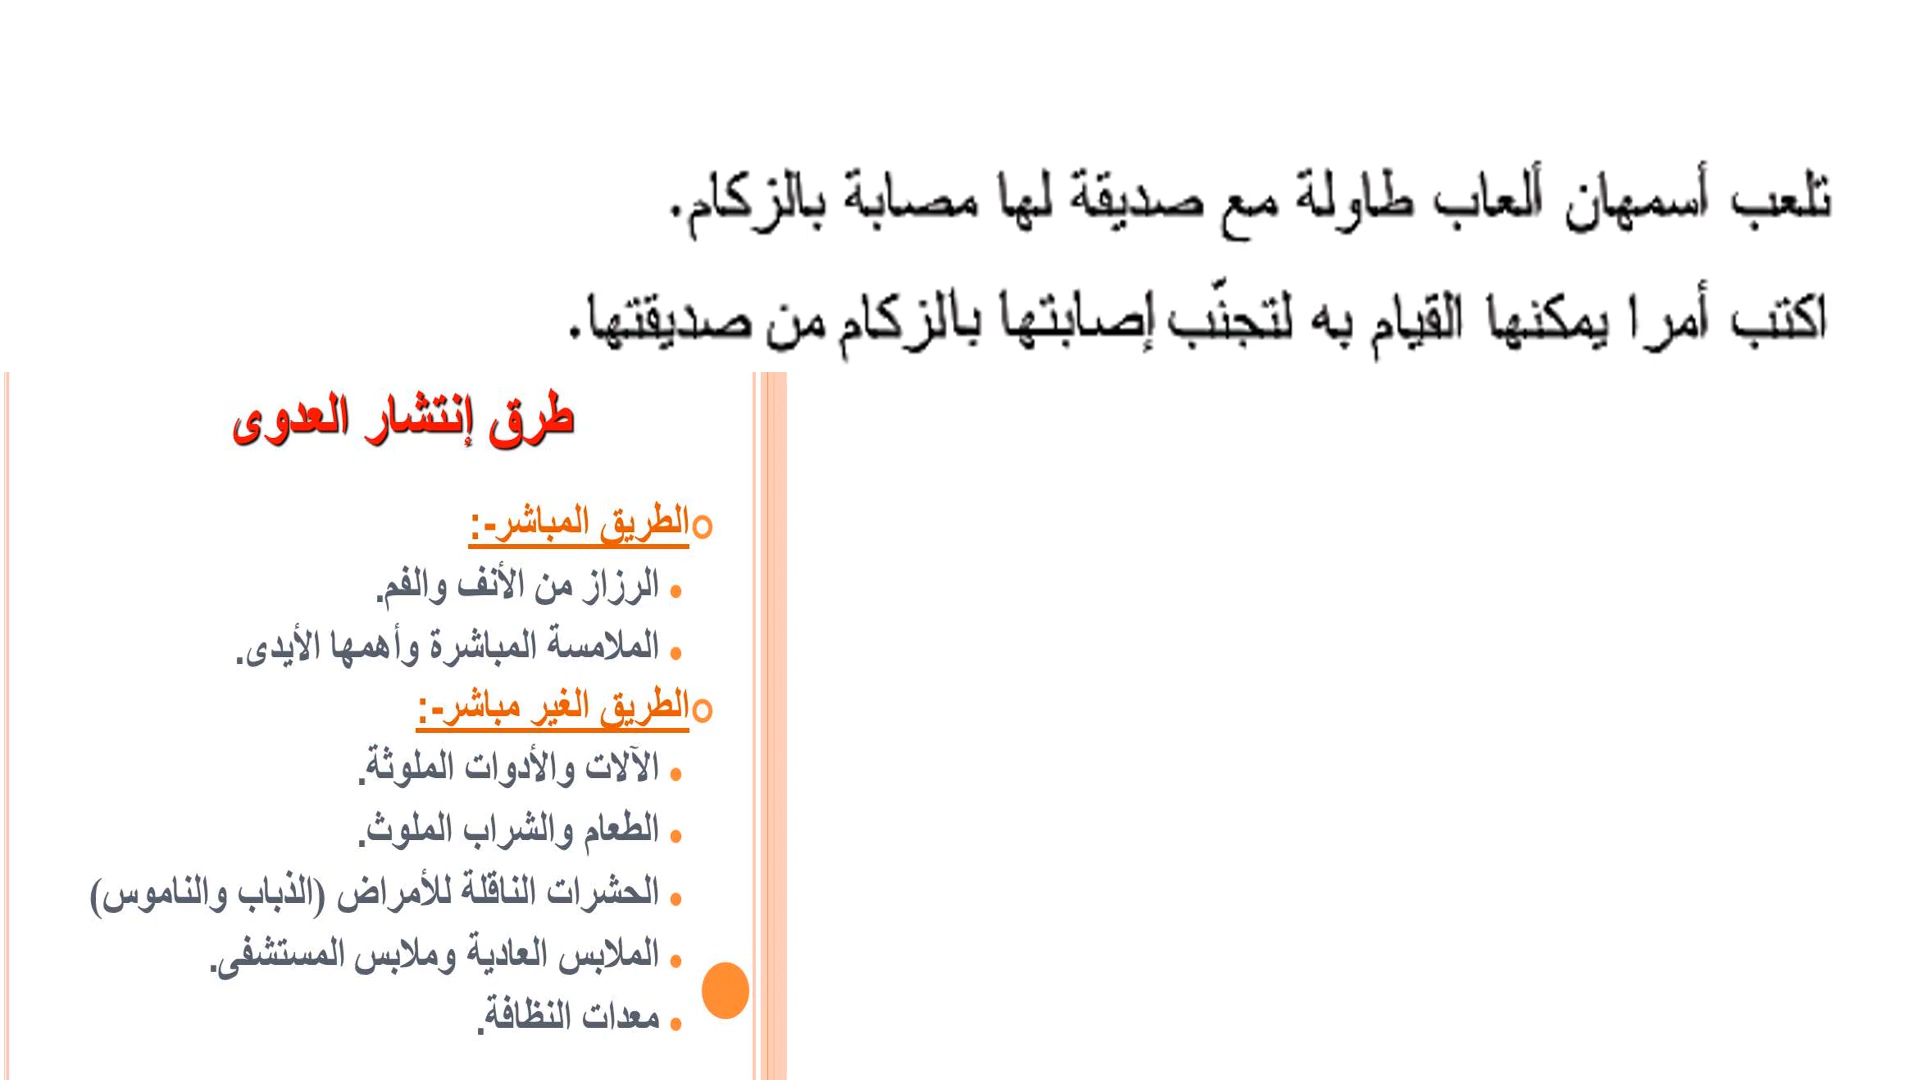 تلعب أسمهان ألعاب طاولة مع صديقة لها مصابة بالزكام.
اكتب أمرا يمكنها القيام به لتجنّب إصابتها بالزكام من صديقتها.
طرق إنتشار العدوى
الطريق المباشر-:
الرزاز من الأنف والفم.
الملامسة المباشرة وأهمها الأيدى.
الطريق الغير مباشر-:
الآلات والأدوات الملوثة.
الطعام والشراب الملوث.
الحشرات الناقلة للأمراض (الذباب والناموس)
الملابس العادية وملابس المستشفى.
معدات النظافة.